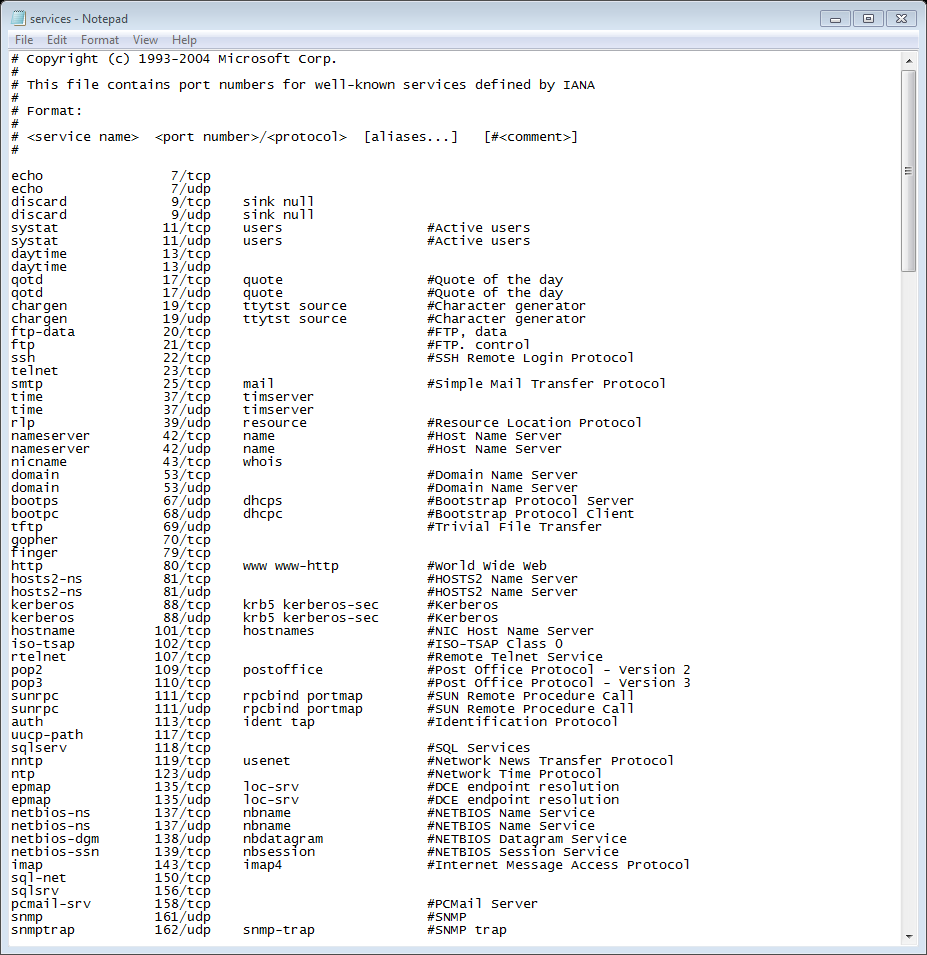 services - Notepad
File Edit Format View Help
# Copyright (c) 1993-2004 Microsoft Corp.
#
# This file contains port numbers for well-known services defined by IANA
#
# Format:
#
# <service name>  <port number>/<protocol>  [aliases...]   [#<comment>]
#
echo                7/tcp
echo                7/udp
discard             9/tcp    sink null
discard             9/udp    sink null
systat             11/tcp    users                  #Active users
systat             11/udp    users                  #Active users
daytime            13/tcp
daytime            13/udp
qotd               17/tcp    quote                  #Quote of the day
qotd               17/udp    quote                  #Quote of the day
chargen            19/tcp    ttytst source          #Character generator
chargen            19/udp    ttytst source          #Character generator
ftp-data           20/tcp                           #FTP, data
ftp                21/tcp                           #FTP. control
ssh                22/tcp                           #SSH Remote Login Protocol
telnet             23/tcp
smtp               25/tcp    mail                   #Simple Mail Transfer Protocol
time               37/tcp    timserver
time               37/udp    timserver
rlp                39/udp    resource               #Resource Location Protocol
nameserver         42/tcp    name                   #Host Name Server
nameserver         42/udp    name                   #Host Name Server
nicname            43/tcp    whois
domain             53/tcp                           #Domain Name Server
domain             53/udp                           #Domain Name Server
bootps             67/udp    dhcps                  #Bootstrap Protocol Server
bootpc             68/udp    dhcpc                  #Bootstrap Protocol Client
tftp               69/udp                           #Trivial File Transfer
gopher             70/tcp
finger             79/tcp
http               80/tcp    www www-http           #World Wide Web
hosts2-ns          81/tcp                           #HOSTS2 Name Server
hosts2-ns          81/udp                           #HOSTS2 Name Server
kerberos           88/tcp    krb5 kerberos-sec      #Kerberos
kerberos           88/udp    krb5 kerberos-sec      #Kerberos
hostname          101/tcp    hostnames              #NIC Host Name Server
iso-tsap          102/tcp                           #ISO-TSAP Class 0
rtelnet           107/tcp                           #Remote Telnet Service
pop2              109/tcp    postoffice             #Post Office Protocol - Version 2
pop3              110/tcp                           #Post Office Protocol - Version 3
sunrpc            111/tcp    rpcbind portmap        #SUN Remote Procedure Call
sunrpc            111/udp    rpcbind portmap        #SUN Remote Procedure Call
auth              113/tcp    ident tap              #Identification Protocol
uucp-path         117/tcp
sqlserv           118/tcp                           #SQL Services
nntp              119/tcp    usenet                 #Network News Transfer Protocol
ntp               123/udp                           #Network Time Protocol
epmap             135/tcp    loc-srv                #DCE endpoint resolution
epmap             135/udp    loc-srv                #DCE endpoint resolution
netbios-ns        137/tcp    nbname                 #NETBIOS Name Service
netbios-ns        137/udp    nbname                 #NETBIOS Name Service
netbios-dgm       138/udp    nbdatagram             #NETBIOS Datagram Service
netbios-ssn       139/tcp    nbsession              #NETBIOS Session Service
imap              143/tcp    imap4                  #Internet Message Access Protocol
sql-net           150/tcp
sqlsrv            156/tcp
pcmail-srv        158/tcp                           #PCMail Server
snmp              161/udp                           #SNMP
snmptrap          162/udp    snmp-trap              #SNMP trap